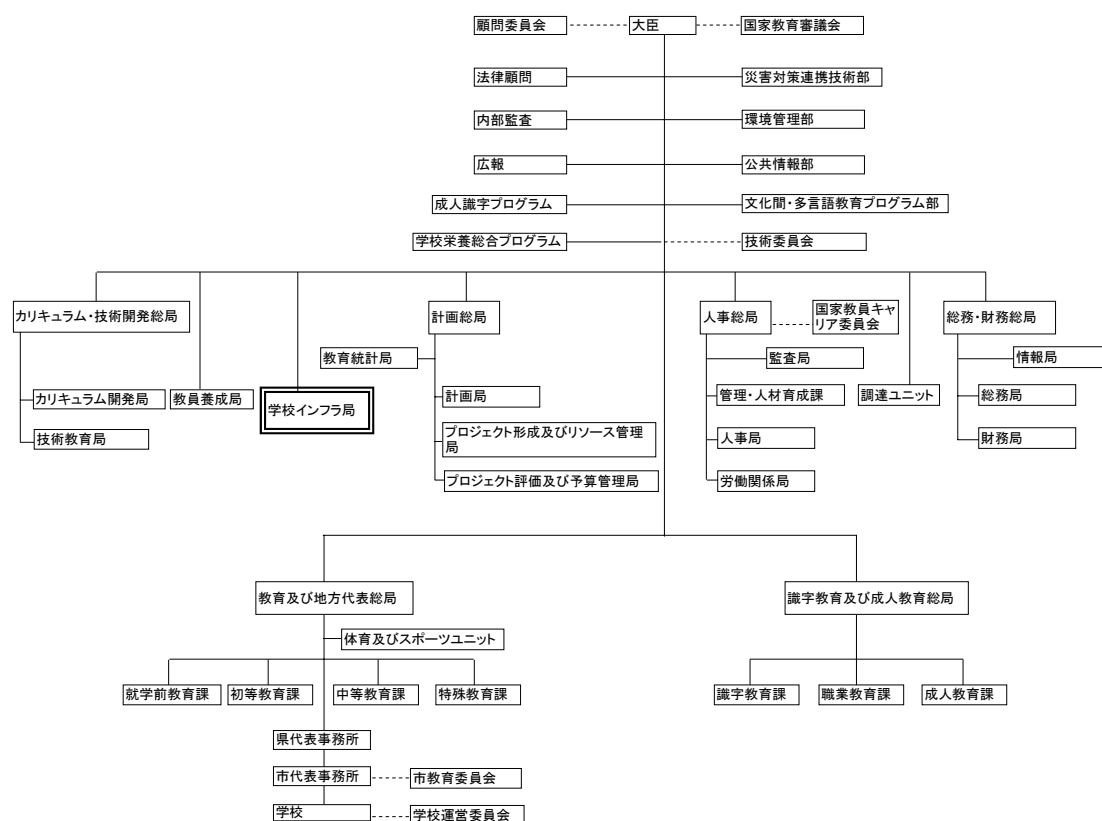 顧問委員会
大臣
国家教育審議会
法律顧問
災害対策連携技術部
内部監査
環境管理部
広報
公共情報部
成人識字プログラム
文化間・多言語教育プログラム部
学校栄養総合プログラム
技術委員会
カリキュラム・技術開発総局
計画総局
人事総局
国家教員キャ
リア委員会
総務・財務総局
教育統計局
監査局
情報局
カリキュラム開発局
教員養成局
学校インフラ局
計画局
管理・人材育成課
調達ユニット
総務局
技術教育局
プロジェクト形成及びリソース管理
局
人事局
財務局
プロジェクト評価及び予算管理局
労働関係局
教育及び地方代表総局
識字教育及び成人教育総局
体育及びスポーツユニット
就学前教育課
初等教育課
中等教育課
特殊教育課
識字教育課
職業教育課
成人教育課
県代表事務所
市代表事務所
市教育委員会
学校
学校運営委員会